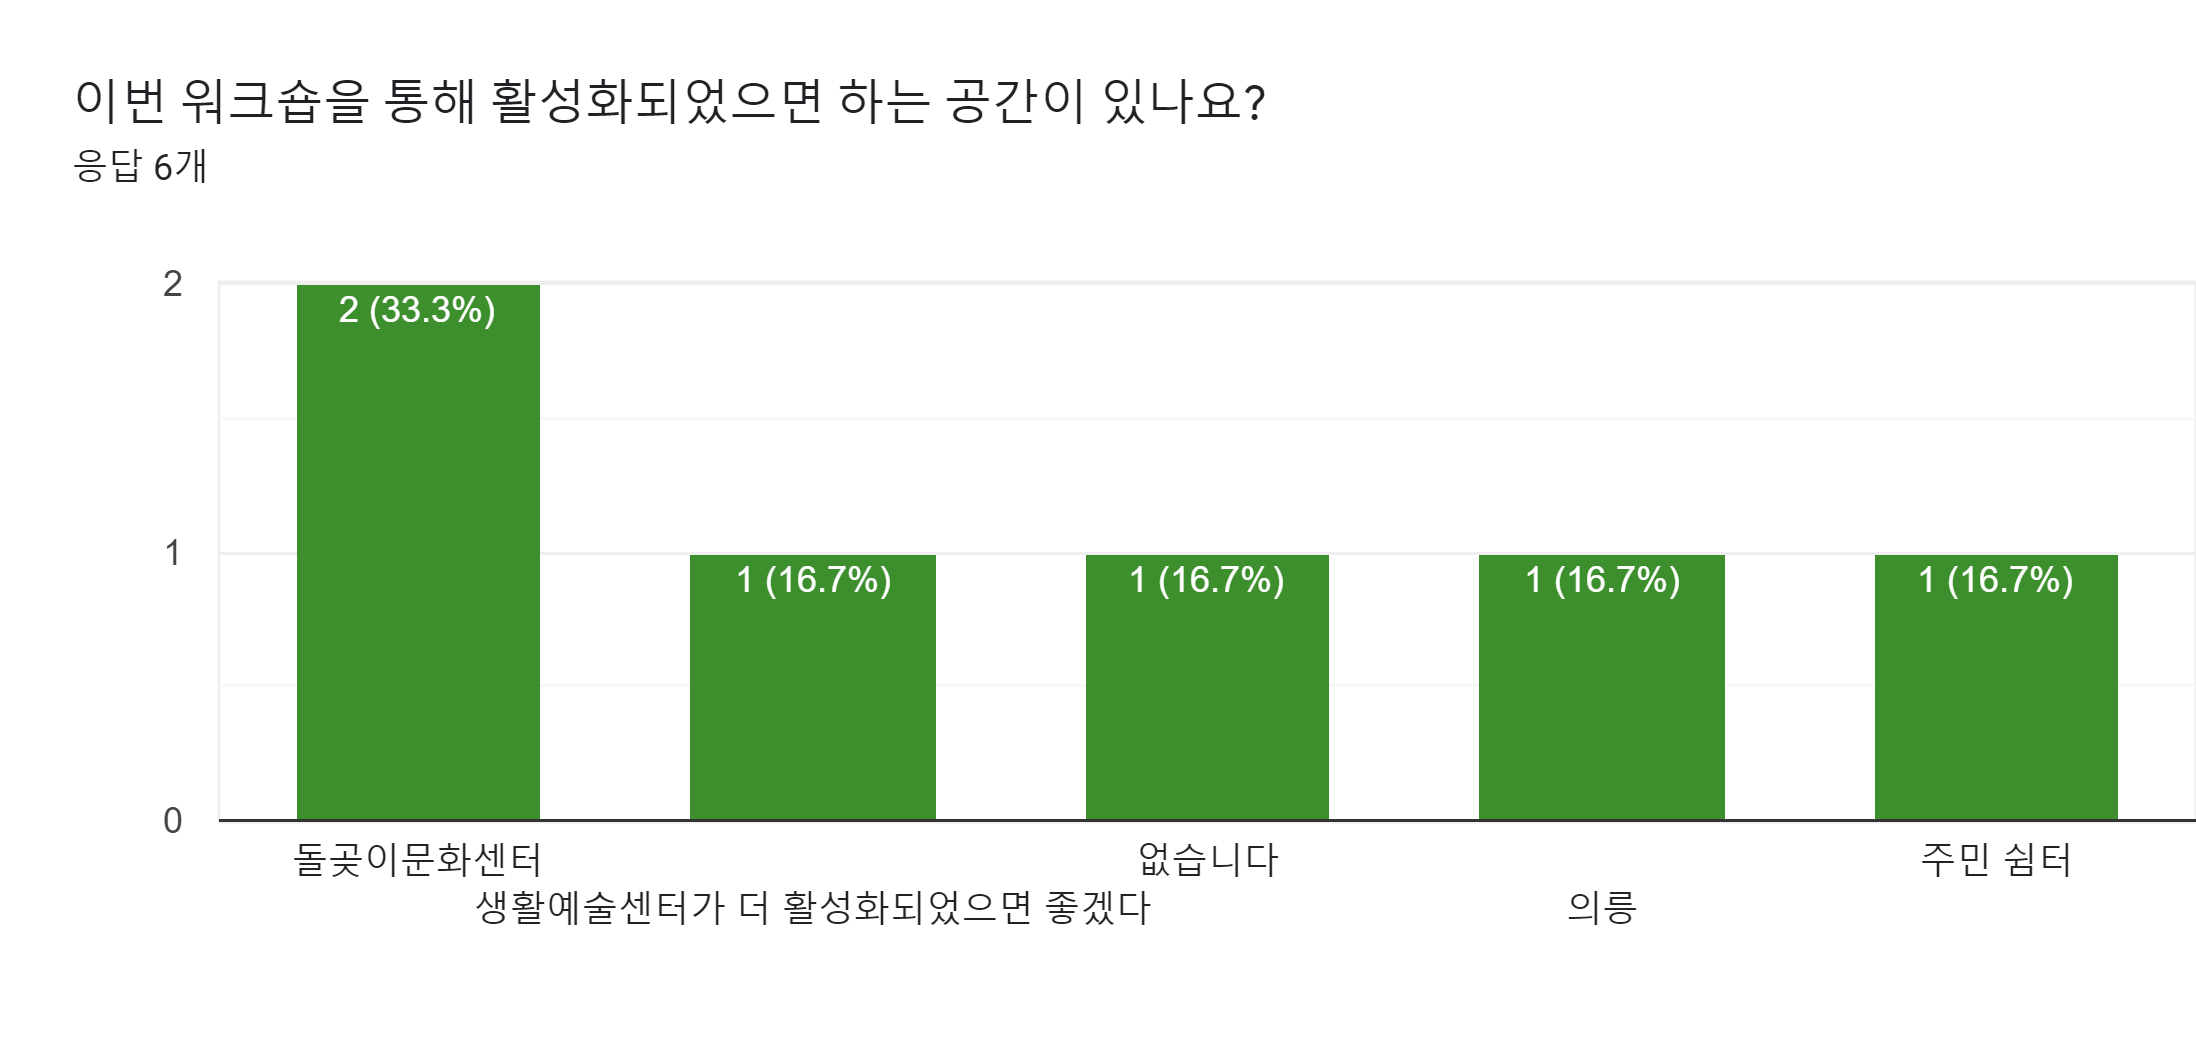 이번 워크숍을 통해 활성화되었으면 하는 공간이 있나요?
응답 6개
2
2 (33.3%)
1
1 (16.7%)
1 (16.7%)
1 (16.7%)
1 (16.7%)
0
돌곶이문화센터
없습니다
주민 쉼터
생활예술센터가 더 활성화되었으면 좋겠다
의릉